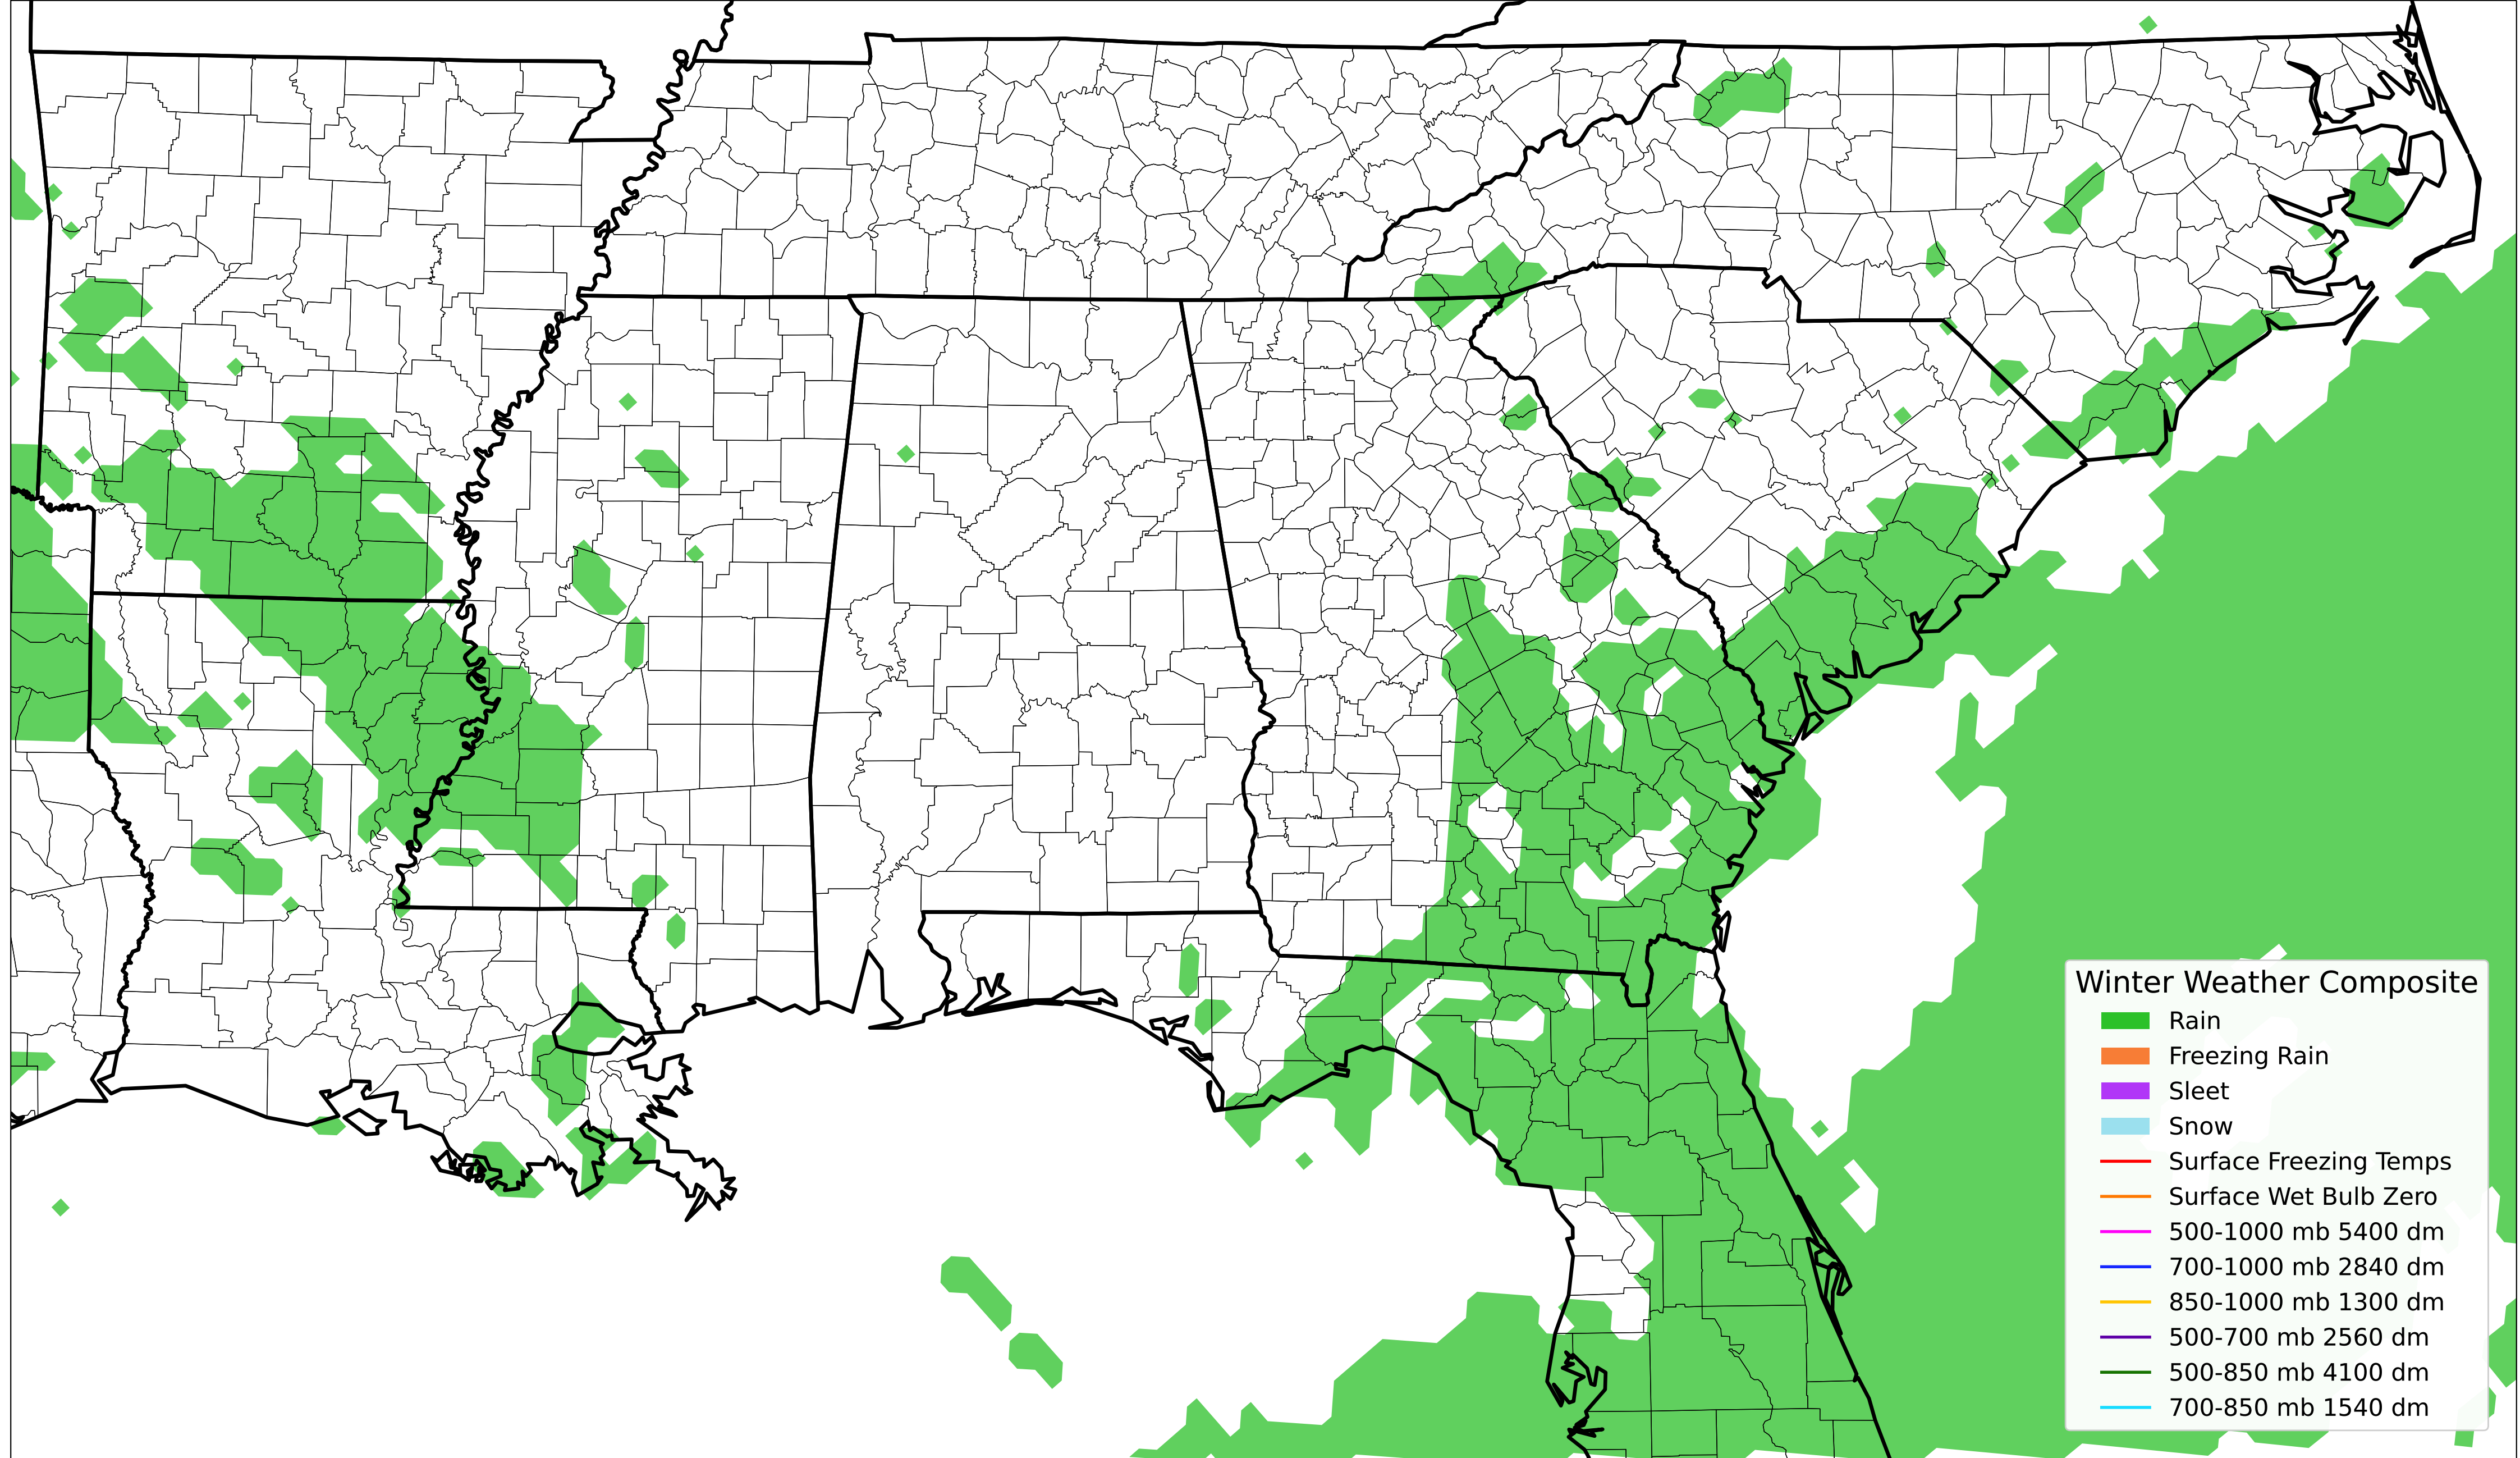 Winter Weather Composite
Rain
Freezing Rain
Sleet
Snow
Surface Freezing Temps
Surface Wet Bulb Zero
500-1000 mb 5400 dm
700-1000 mb 2840 dm
850-1000 mb 1300 dm
500-700 mb 2560 dm
500-850 mb 4100 dm
700-850 mb 1540 dm